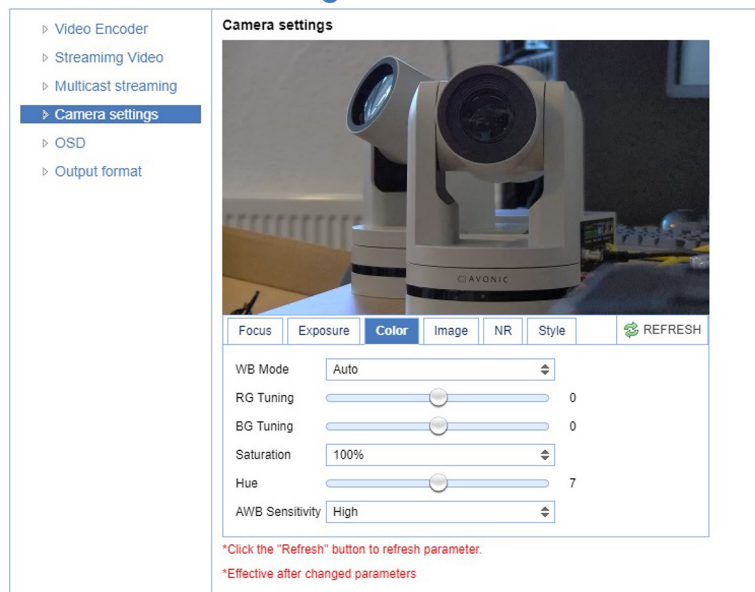 Video Encoder
Streamimg Video
Multicast streaming
Camera settings
OSD
Output format
Camera settings
AVONIC
Focus Exposure Color Image NR Style REFRESH
WB Mode Auto
RG Tuning 0
BG Tuning 0
Saturation 100%
Hue 7
AWB Sensitivity High
*Click the "Refresh" button to refresh parameter.
*Effective after changed parameters